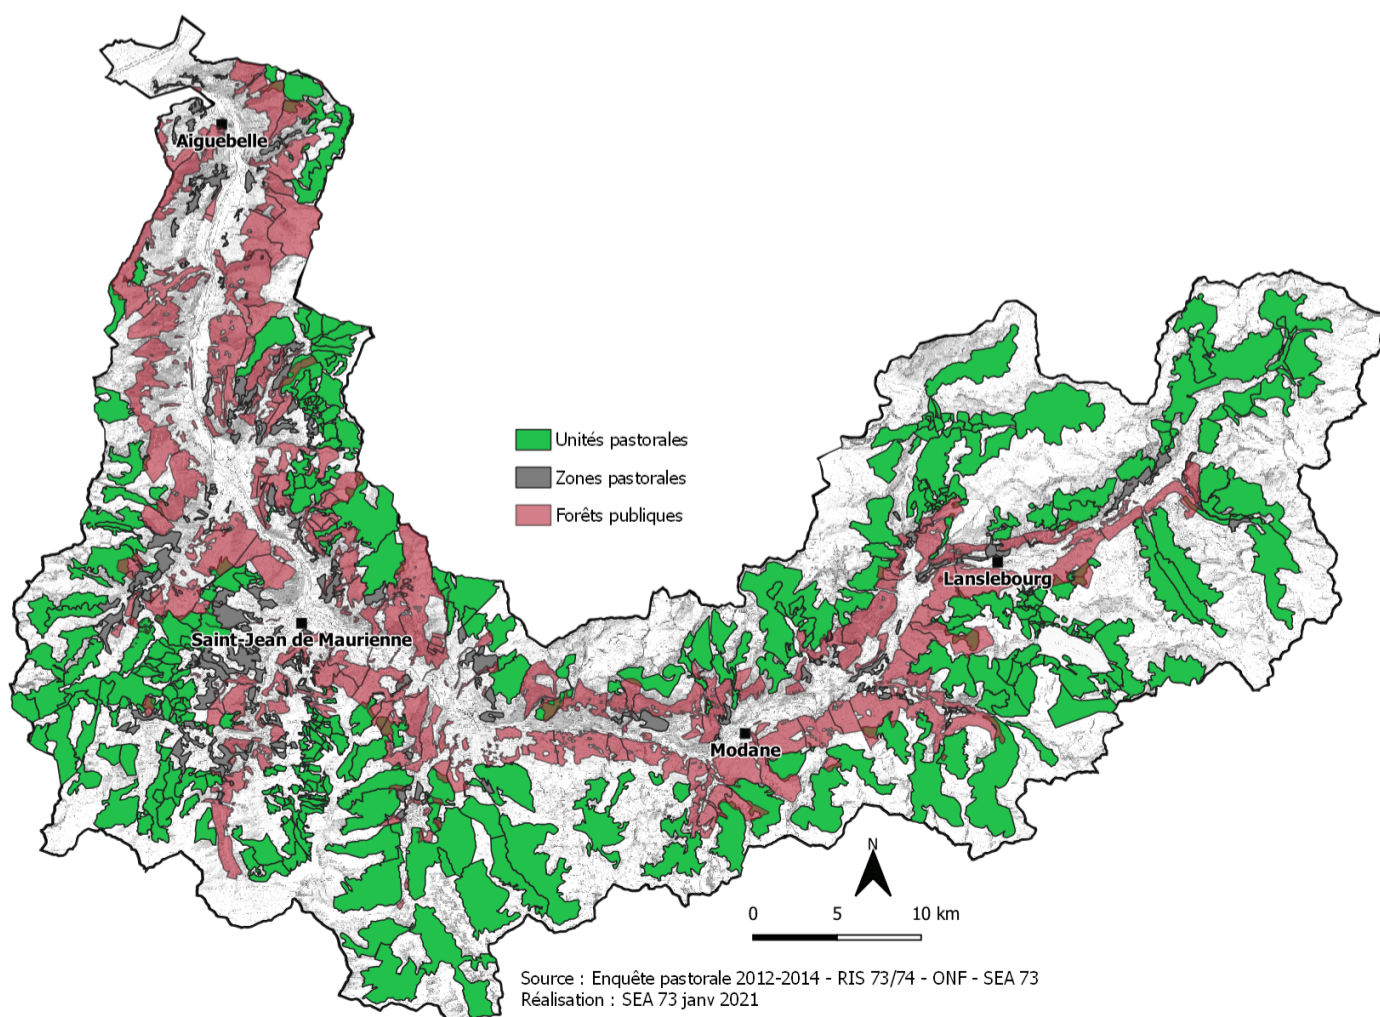 Aiguebelle
Unités pastorales
Zones pastorales
Forêts publiques
Lanslebourg
Saint-Jean de Maurienne
Modane
N
0 5 10 km
Source : Enquête pastorale 2012-2014 - RIS 73/74 - ONF - SEA 73
Réalisation : SEA 73 janv 2021